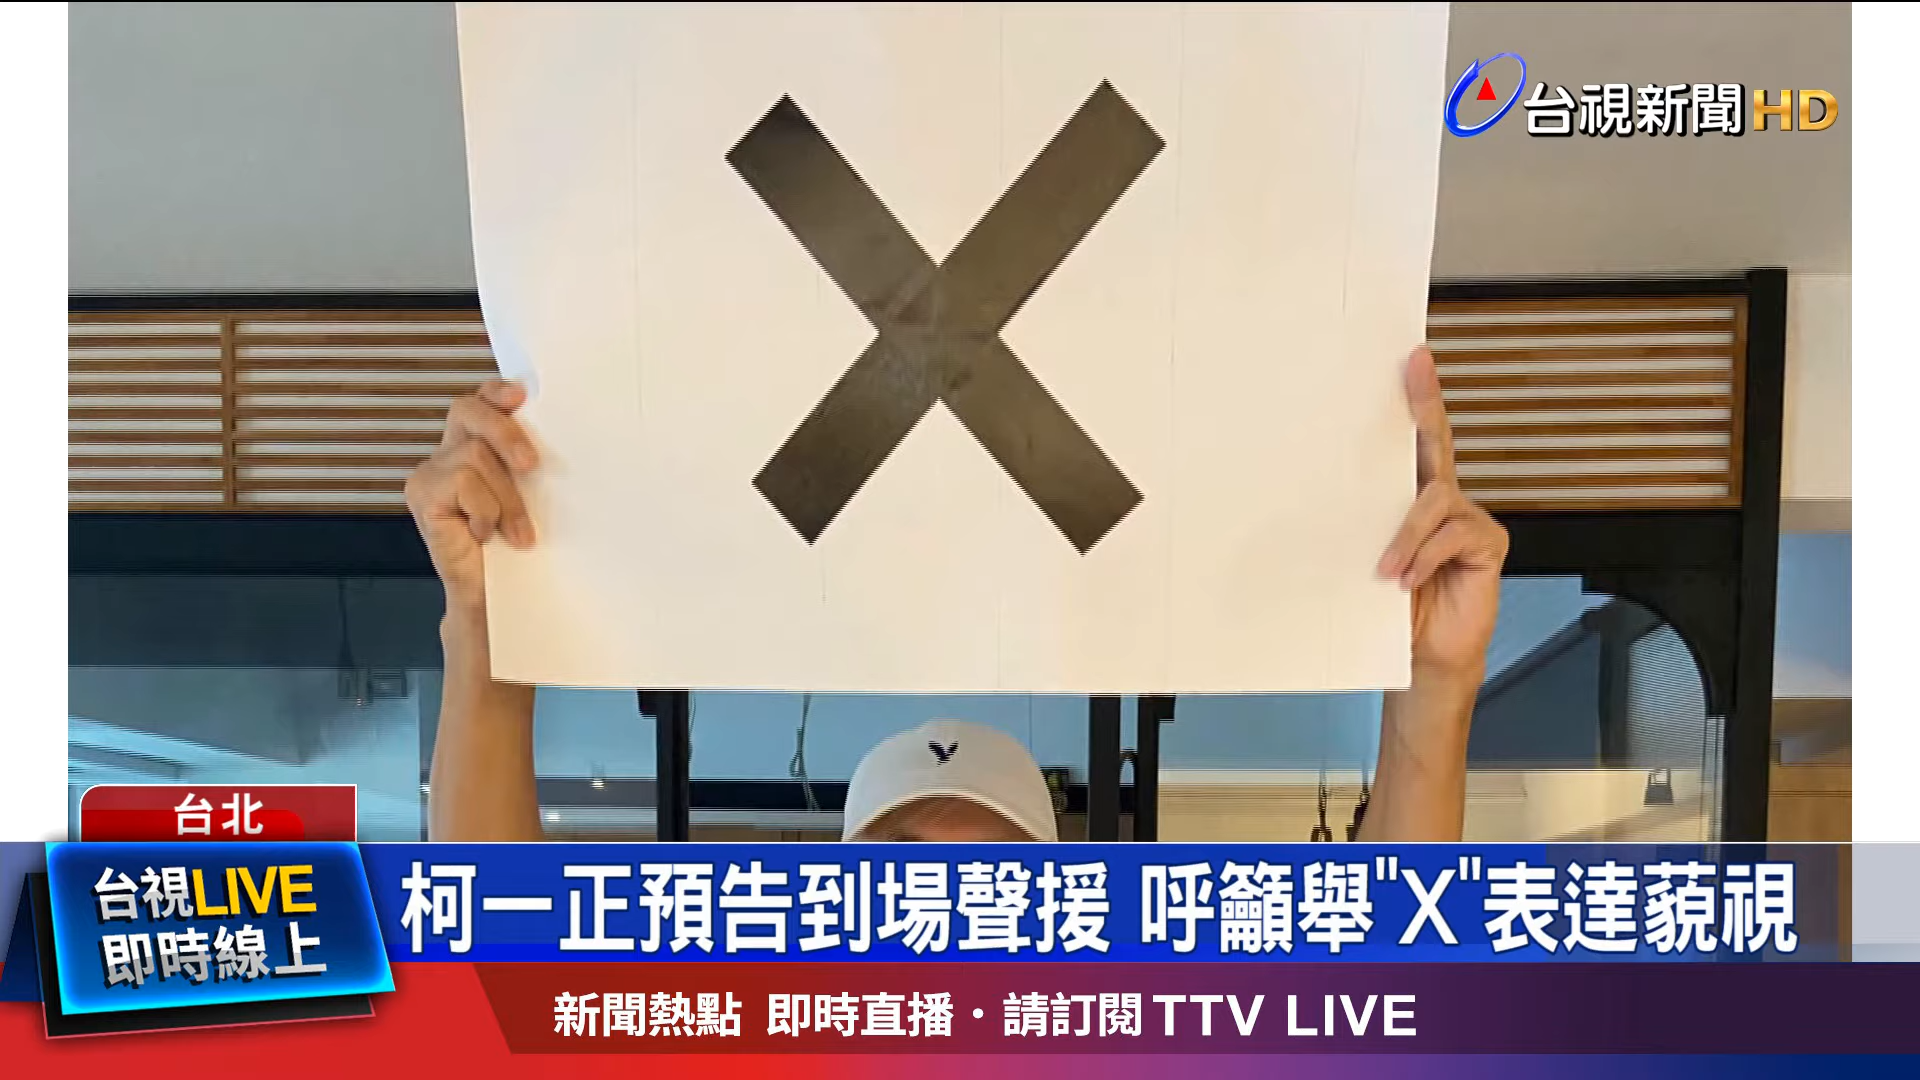 X
台視新聞HD
台北
台視LIVE
即時線上
柯一正預告到場聲援 呼籲舉"X"表達藐視
新聞熱點 即時直播・請訂閱TTV LIVE